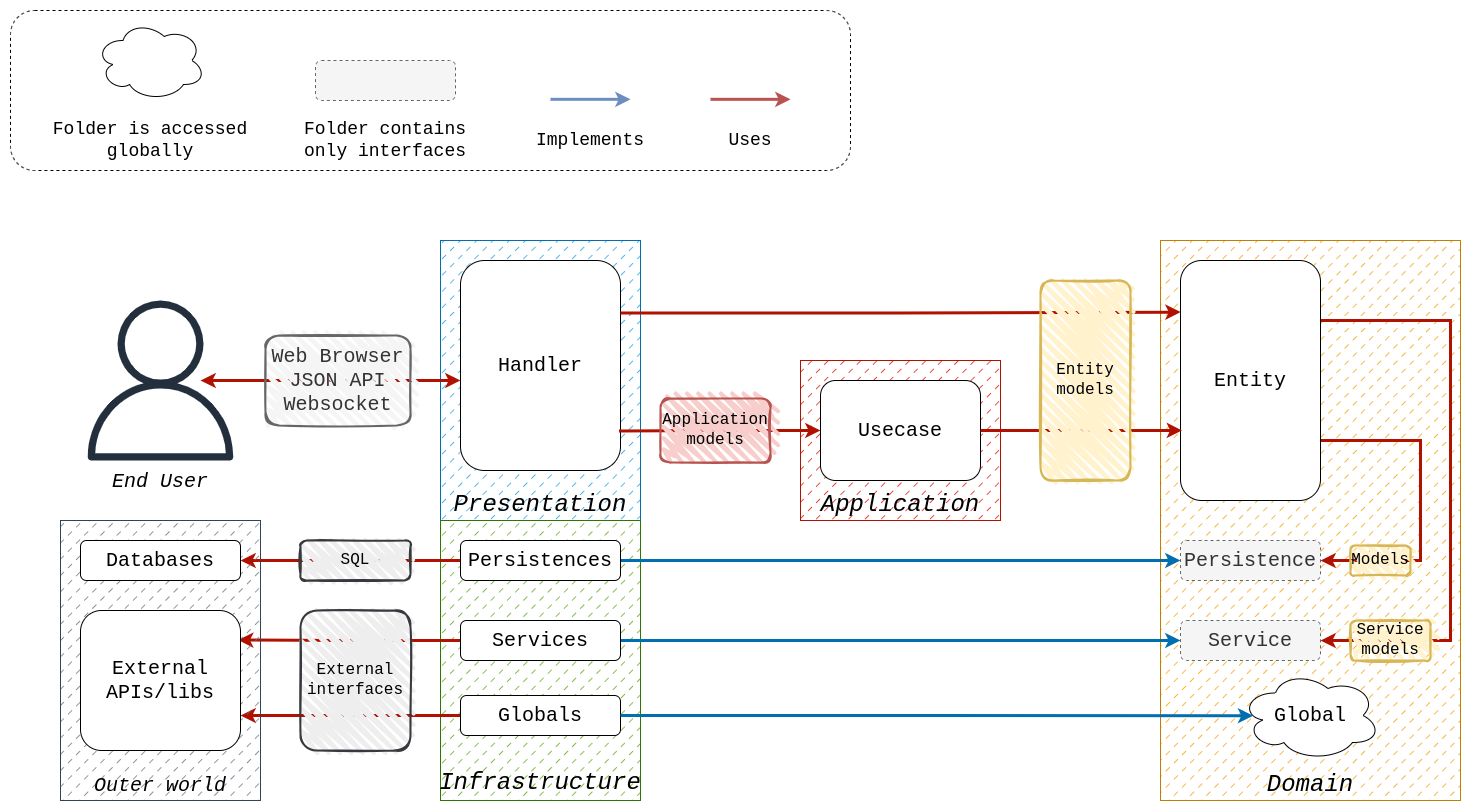 Folder is accessed
globally
Folder contains
only interfaces
Implements
Uses
Web Browser
JSON API
Websocket
End User
Handler
Presentation
Application
models
Usecase
Application
Entity
models
Entity
Databases
SQL
Persistences
Persistence
Models
External
APIs/libs
External
interfaces
Services
Service
Service
models
Globals
Global
Outer world
Infrastructure
Domain